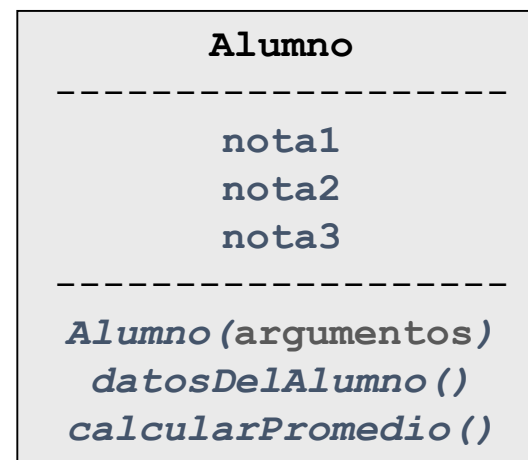 Alumno
-------------------
nota1
nota2
nota3
-------------------
Alumno(argumentos)
datosDelAlumno()
calcularPromedio()